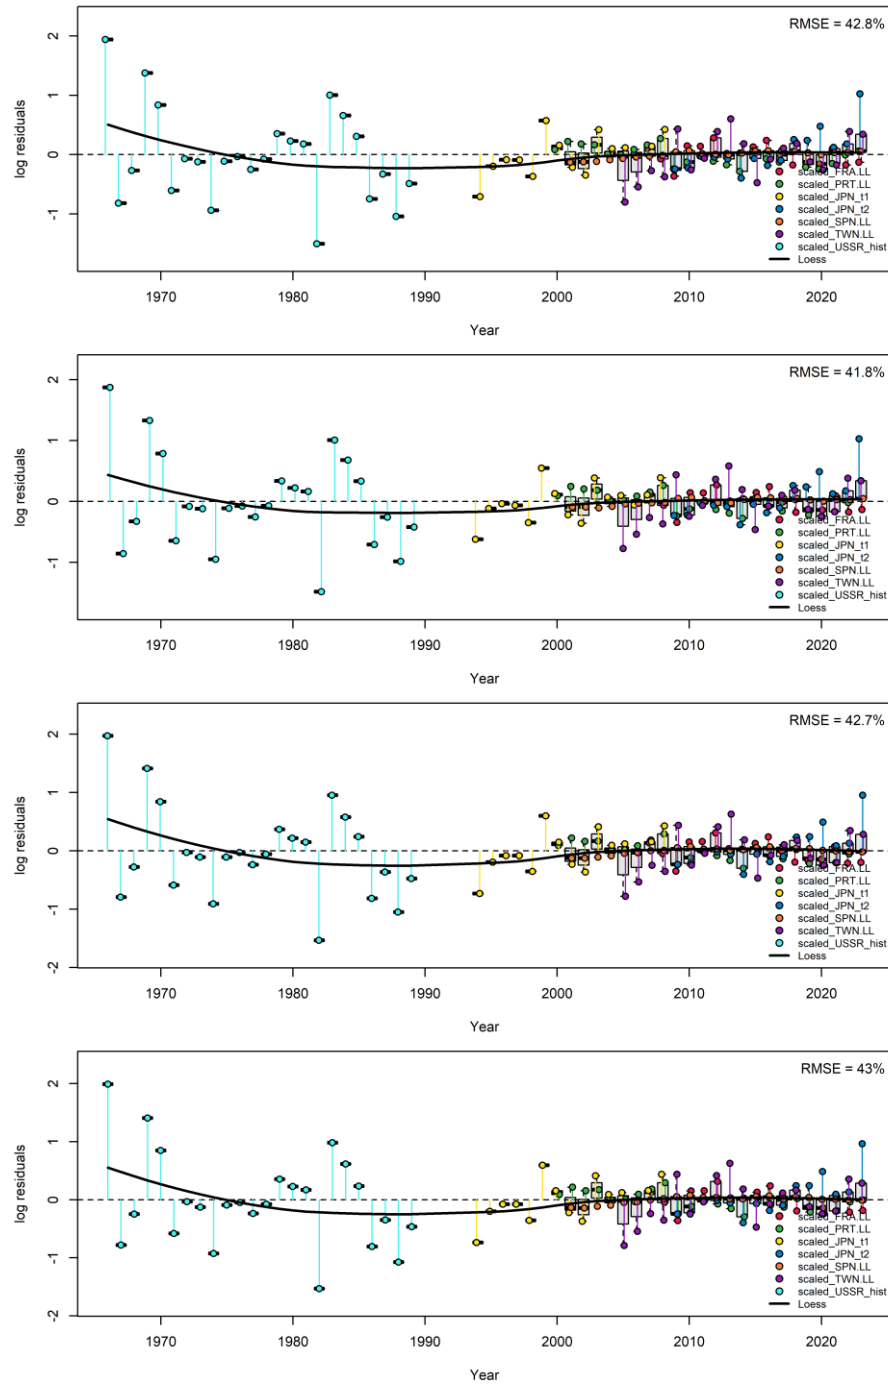 RMSE = 42.8%
log residuals
2
1
0
-1
scaled_FRA.LL
scaled_PRT.LL
scaled_JPN_t1
scaled_JPN_t2
scaled_SPN.LL
scaled_TWN.LL
scaled_USSR_hist
Loess
1970 1980 1990 2000 2010 2020
Year
RMSE = 41.8%
log residuals
2
1
0
-1
scaled_FRA.LL
scaled_PRT.LL
scaled_JPN_t1
scaled_JPN_t2
scaled_SPN.LL
scaled_TWN.LL
scaled_USSR_hist
Loess
1970 1980 1990 2000 2010 2020
Year
RMSE = 42.7%
log residuals
2
1
0
-1
-2
scaled_FRA.LL
scaled_PRT.LL
scaled_JPN_t1
scaled_JPN_t2
scaled_SPN.LL
scaled_TWN.LL
scaled_USSR_hist
Loess
1970 1980 1990 2000 2010 2020
Year
RMSE = 43%
log residuals
2
1
0
-1
-2
scaled_FRA.LL
scaled_PRT.LL
scaled_JPN_t1
scaled_JPN_t2
scaled_SPN.LL
scaled_TWN.LL
scaled_USSR_hist
Loess
1970 1980 1990 2000 2010 2020
Year